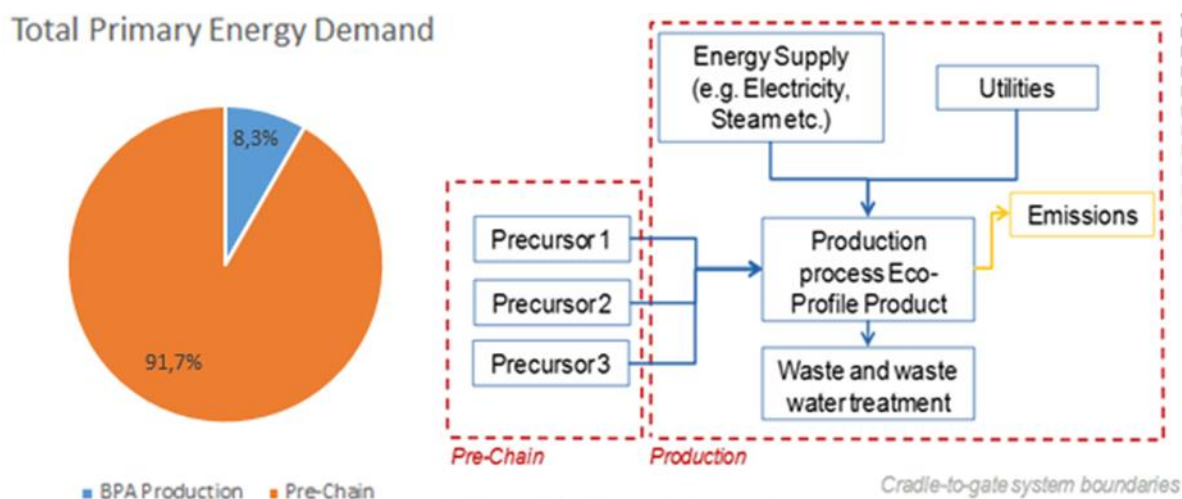 Total Primary Energy Demand
8,3%
91,7%
BPA Production
Pre-Chain
Energy Supply
(e.g. Electricity,
Steam etc.)
Utilities
Emissions
Precursor 1
Precursor 2
Precursor 3
Production
process Eco-
Profile Product
Waste and waste
water treatment
Pre-Chain
Production
Cradle-to-gate system boundaries